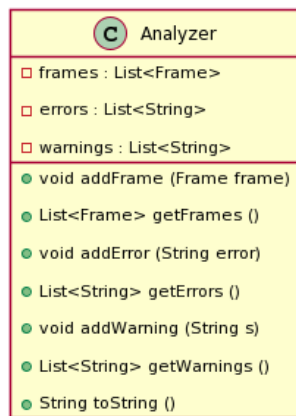 C Analyzer
frames : List<Frame>
errors : List<String>
warnings : List<String>
void addFrame (Frame frame)
List<Frame> getFrames ()
void addError (String error)
List<String> getErrors ()
void addWarning (String s)
List<String> getWarnings ()
String toString ()